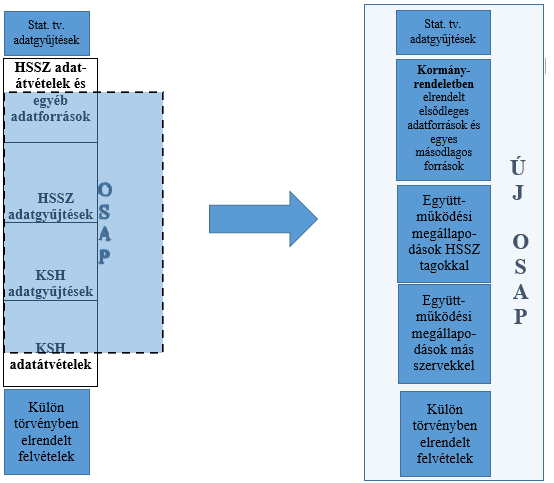 Stat. tv.
adatgyűjtések
HSSZ adat-
átvételek és
egyéb
adatforrások
HSSZ
adatgyűjtések
KSH
adatgyűjtések
KSH
adatátvételek
O
S
A
P
Külön
törvényben
elrendelt
felvételek
Stat. tv.
adatgyűjtések
Kormány-
rendeletben
elrendelt
elsődleges
adatforrások és
egyes
másodlagos
források
Együtt-
működési
megállapo-
dások HSSZ
tagokkal
Együtt-
működési
megállapo-
dások más
szervekkel
Külön
törvényben
elrendelt
felvételek
Ú
J
O
S
A
P